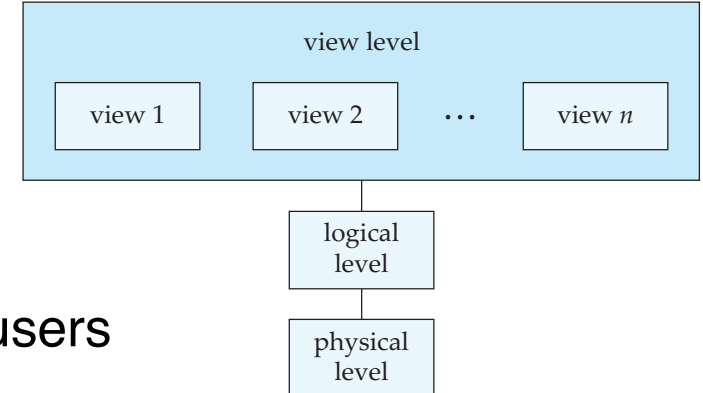 view level
view 1 view 2 ... view n
logical
level
users
physical
level